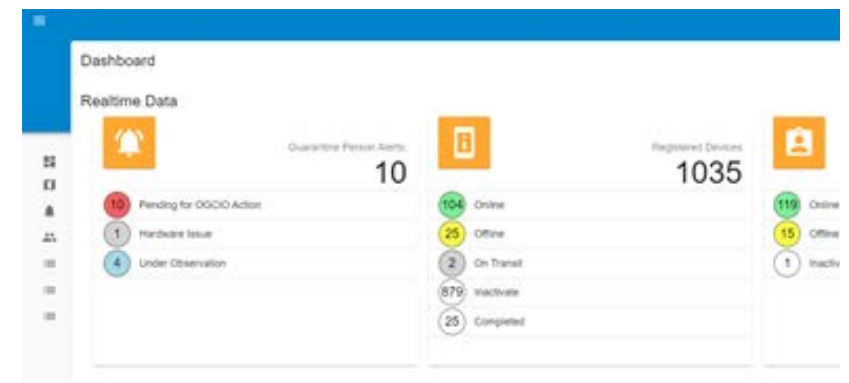 Dashboard
Realtime Data
Quarantine Person Alerts
10
10 Pending for OGCIO Action
1 Hardware Issue
4 Under Observation
Registered Devices
1035
104 Online
25 Offline
2 On Transit
879 Inactivate
25 Completed
119 Online
15 Offline
1 Inactiv